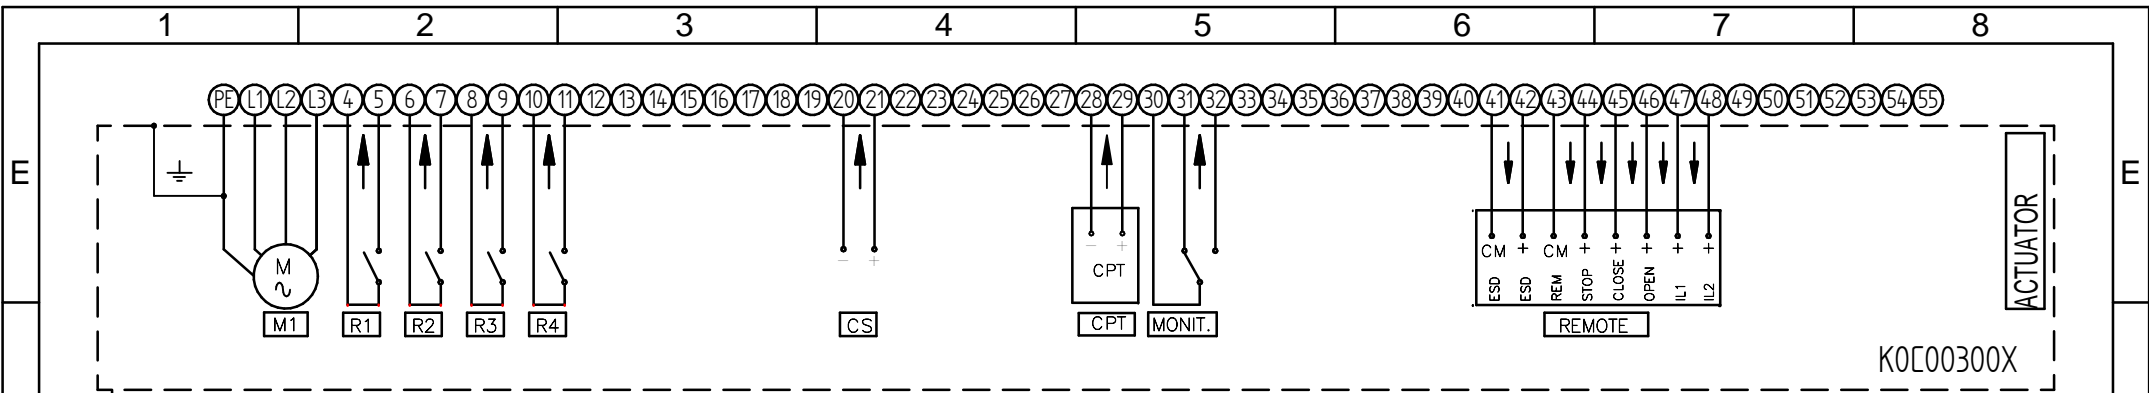 1 2 3 4 5 6 7 8
PE L1 L2 L3 4 5 6 7 8 9 10 11 12 13 14 15 16 17 18 19 20 21 22 23 24 25 26 27 28 29 30 31 32 33 34 35 36 37 38 39 40 41 42 43 44 45 46 47 48 49 50 51 52 53 54 55
E E
ACTUATOR
- + - + CM + CM + + + + +
M CPT
ESD ESD REM STOP CLOSE OPEN IL1 IL2
M1 R1 R2 R3 R4 CS CPT MONIT. REMOTE
K0C00300X